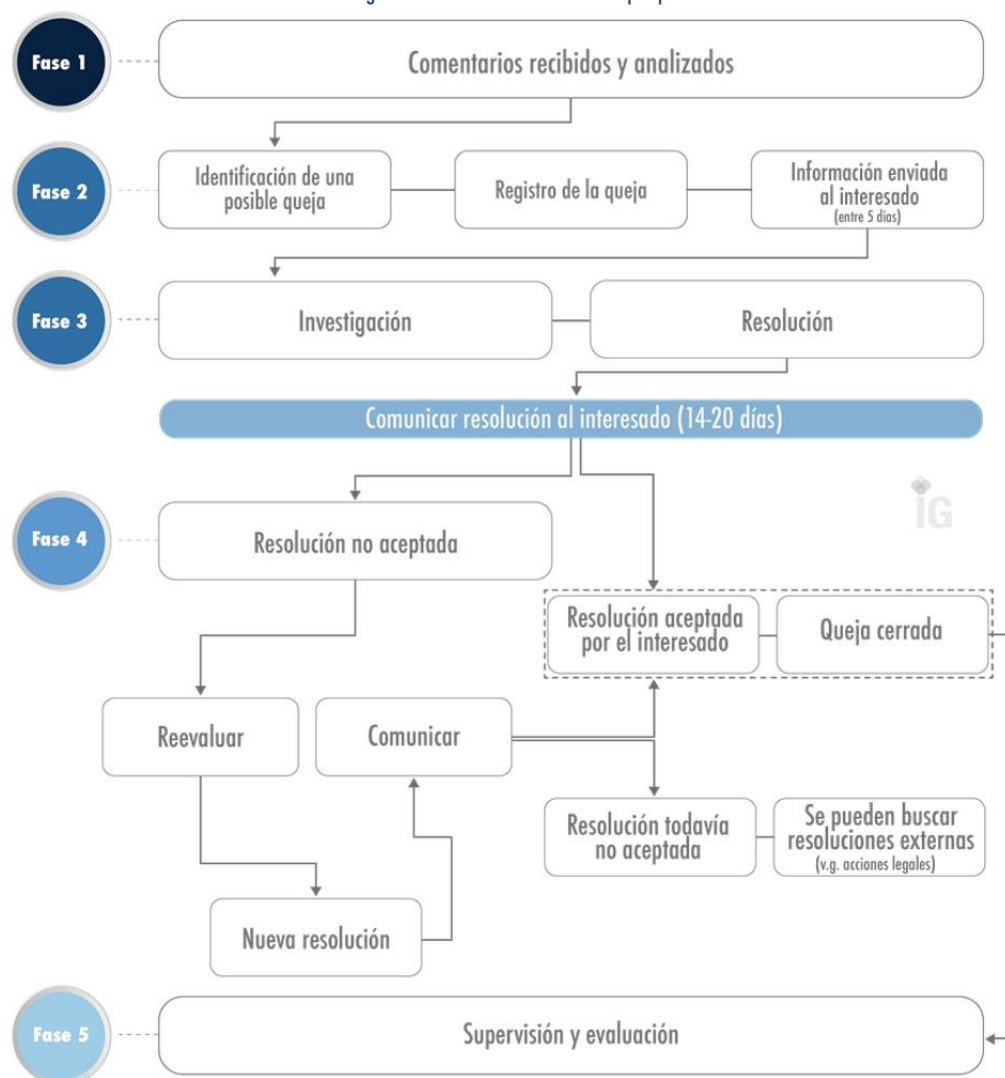 Fase 1
Comentarios recibidos y analizados
Fase 2
Identificación de una
posible queja
Registro de la queja
Información enviada
al interesado
(entre 5 dias)
Fase 3
Investigación
Resolución
Comunicar resolución al interesado (14-20 días)
iG
Fase 4
Resolución no aceptada
Resolución aceptada
por el interesado
Queja cerrada
Reevaluar
Comunicar
Resolución todavía
no aceptada
Se pueden buscar
resoluciones externas
(v.g. acciones legales)
Nueva resolución
Fase 5
Supervisión y evaluación